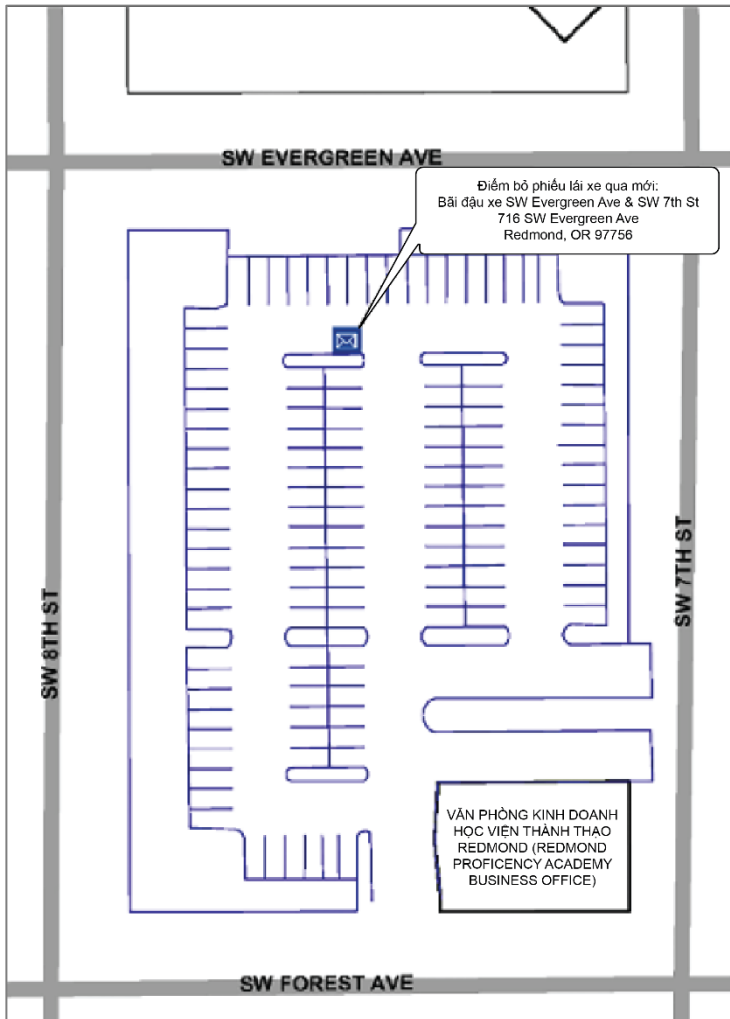 SW EVERGREEN AVE
Điểm bỏ phiếu lái xe qua mới:
Bãi đậu xe SW Evergreen Ave & SW 7th St
716 SW Evergreen Ave
Redmond, OR 97756
SW 8TH ST
SW 7TH ST
VĂN PHÒNG KINH DOANH
HỌC VIỆN THÀNH THẠO
REDMOND (REDMOND
PROFICENCY ACADEMY
BUSINESS OFFICE)
SW FOREST AVE